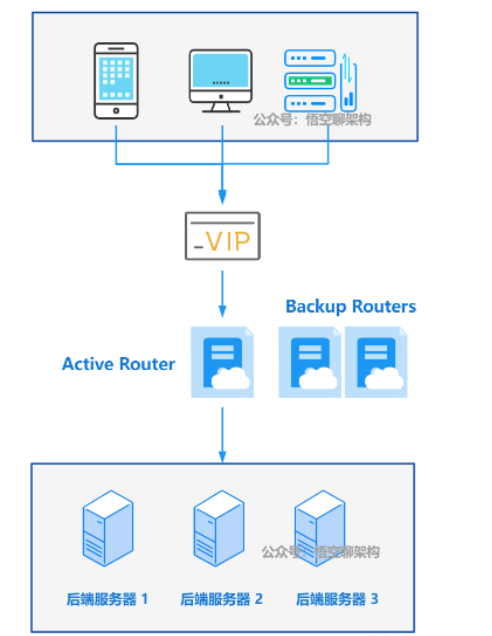 公众号：悟空聊架构
VIP
Backup Routers
Active Router
公众号：悟空聊架构
后端服务器 1
后端服务器 2
后端服务器 3